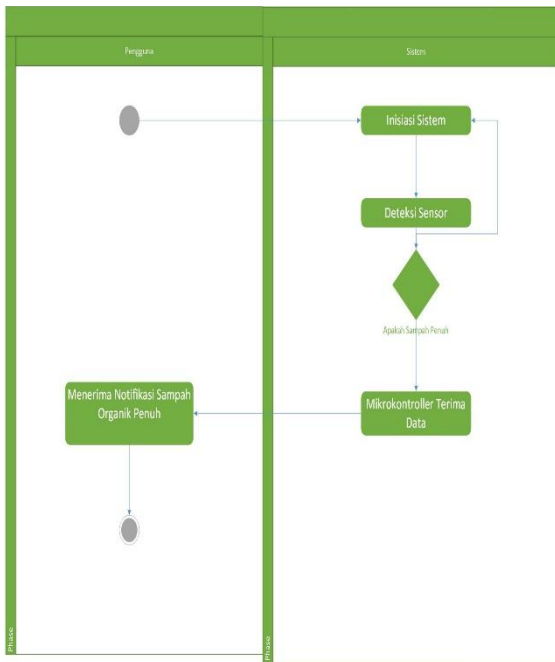 Pengguna
Sistem
Inisiasi Sistem
Deteksi Sensor
Apakah Sampah Penuh
Menerima Notifikasi Sampah
Organik Penuh
Mikrokontroller Terima
Data
Phase
Phase